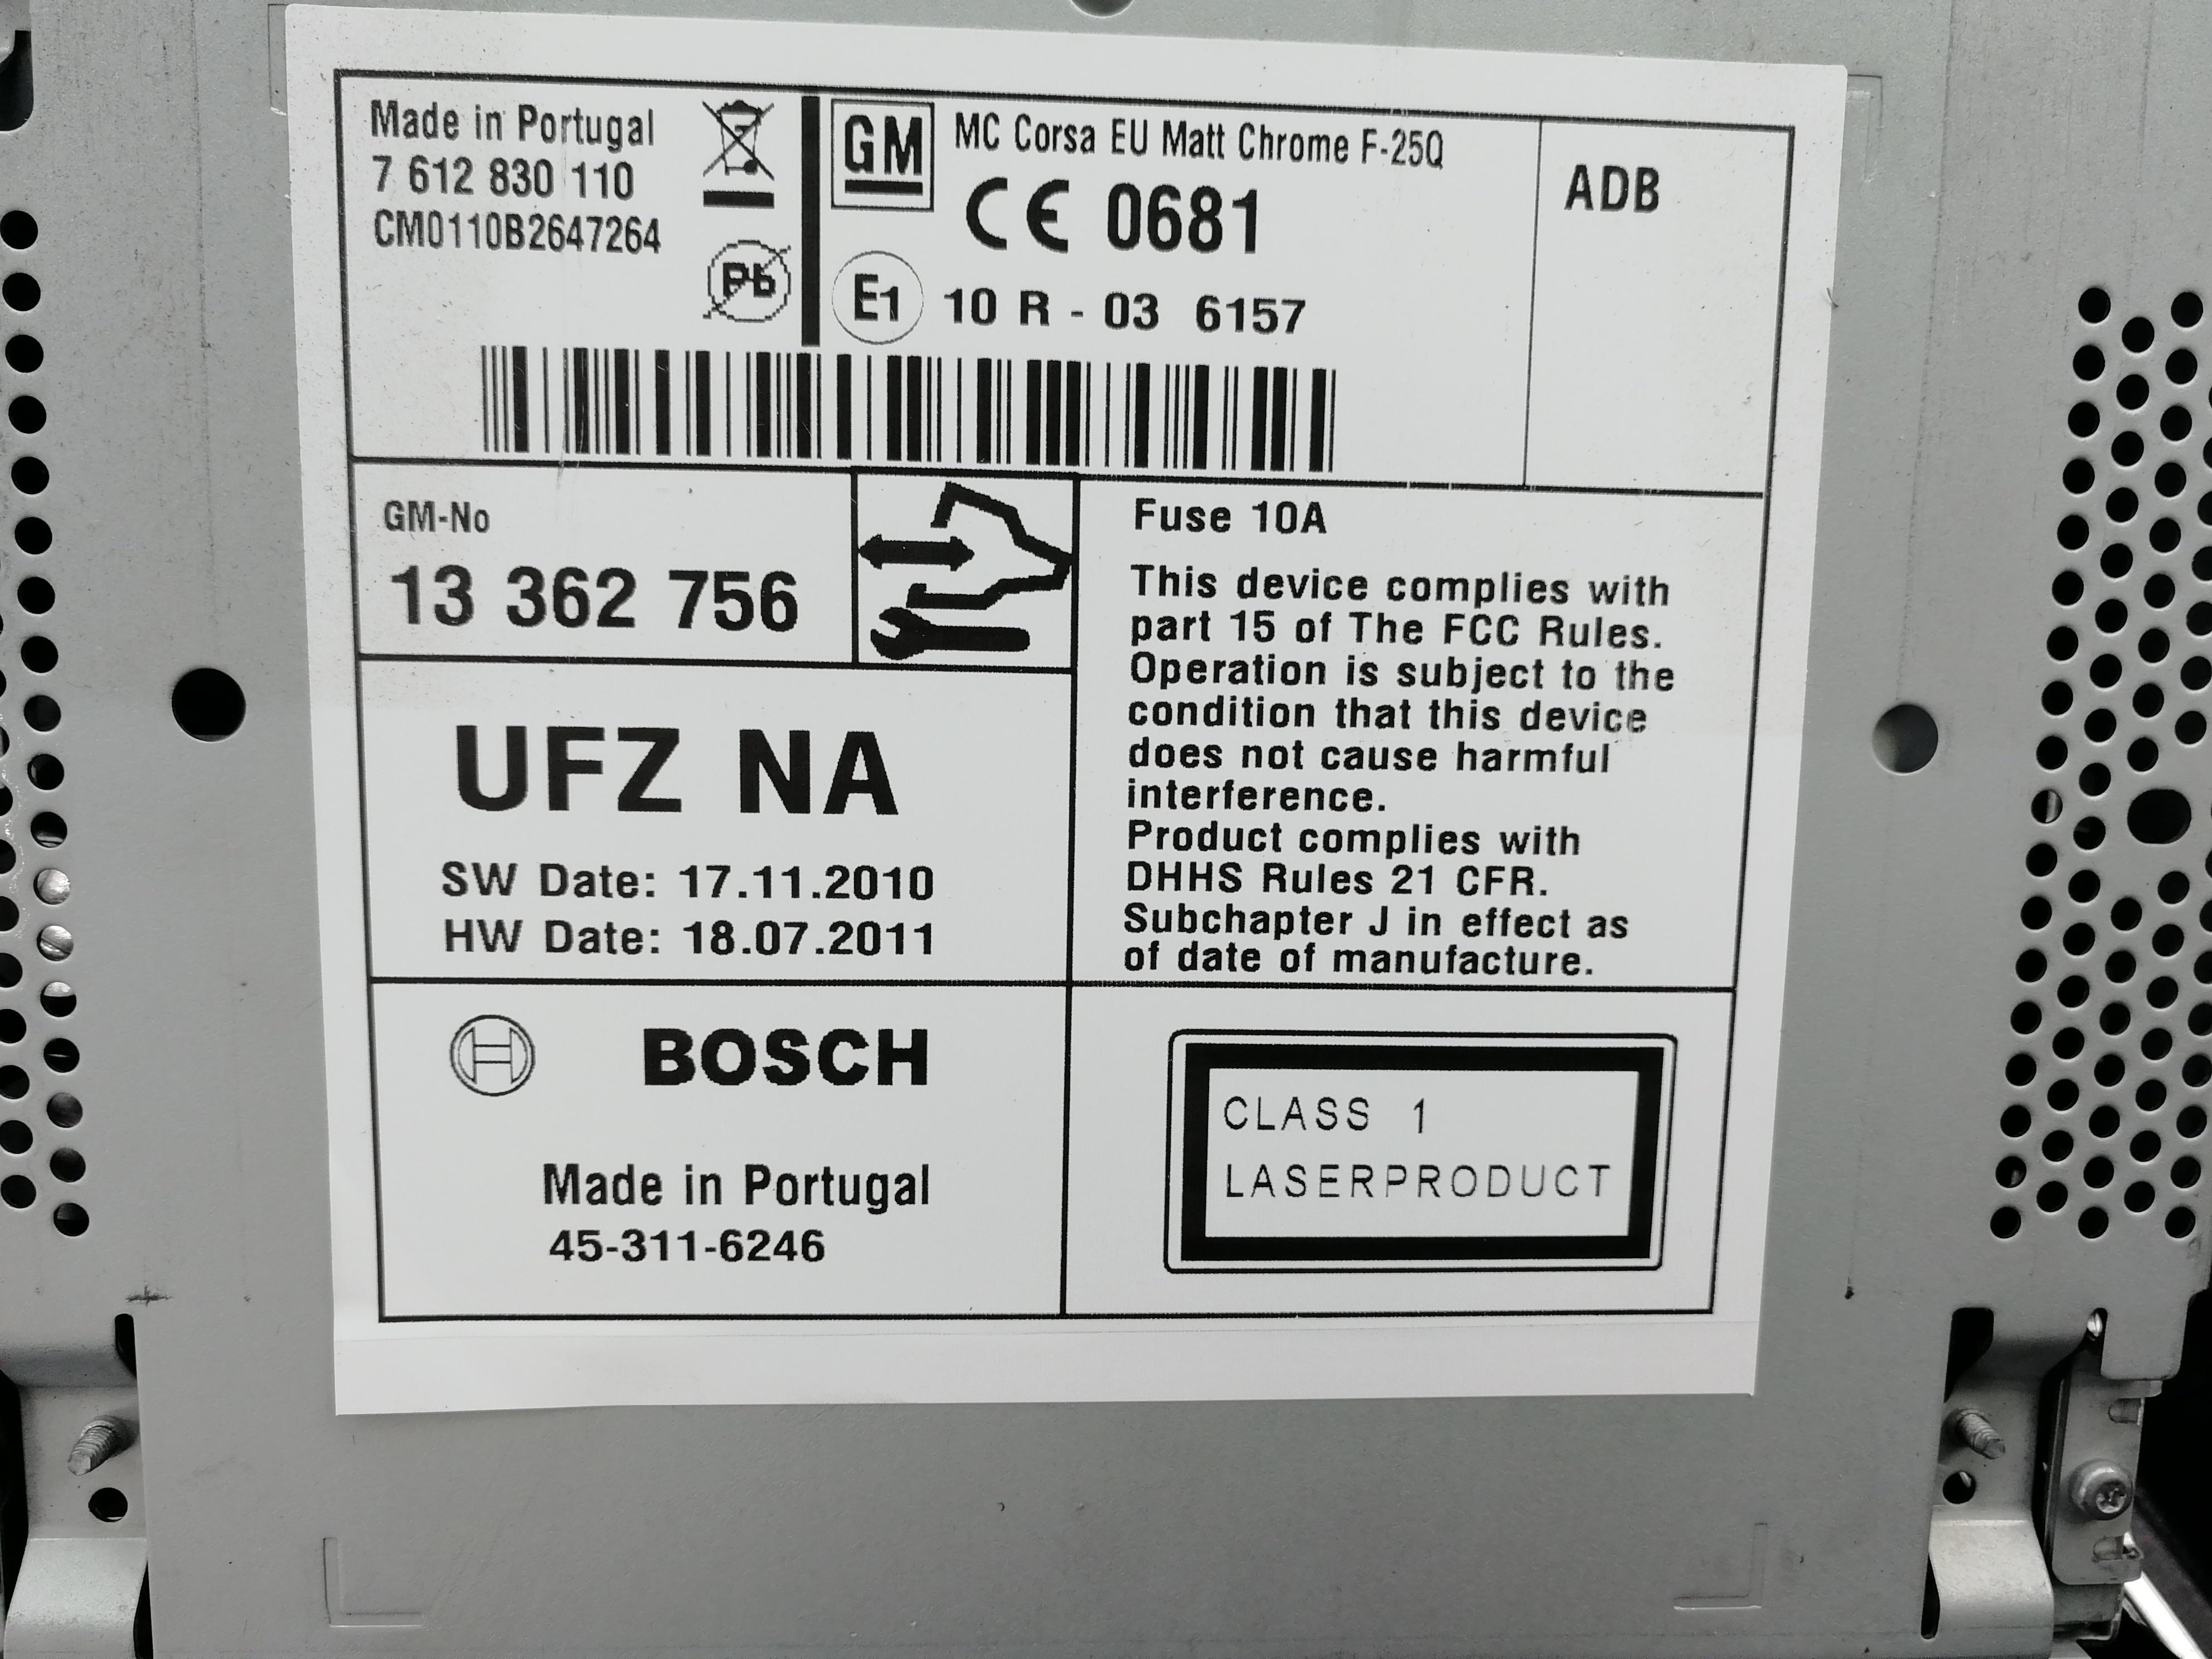 Made in Portugal
7 612 830 110
CM0110B2647264
Pb
GM
MC Corsa EU Matt Chrome F-25Q
CE 0681
E1 10 R - 03 6157
ADB
GM-No
13 362 756
UFZ NA
SW Date: 17.11.2010
HW Date: 18.07.2011
Fuse 10A
This device complies with
part 15 of The FCC Rules.
Operation is subject to the
condition that this device
does not cause harmful
interference.
Product complies with
DHHS Rules 21 CFR.
Subchapter J in effect as
of date of manufacture.
BOSCH
Made in Portugal
45-311-6246
CLASS 1
LASERPRODUCT